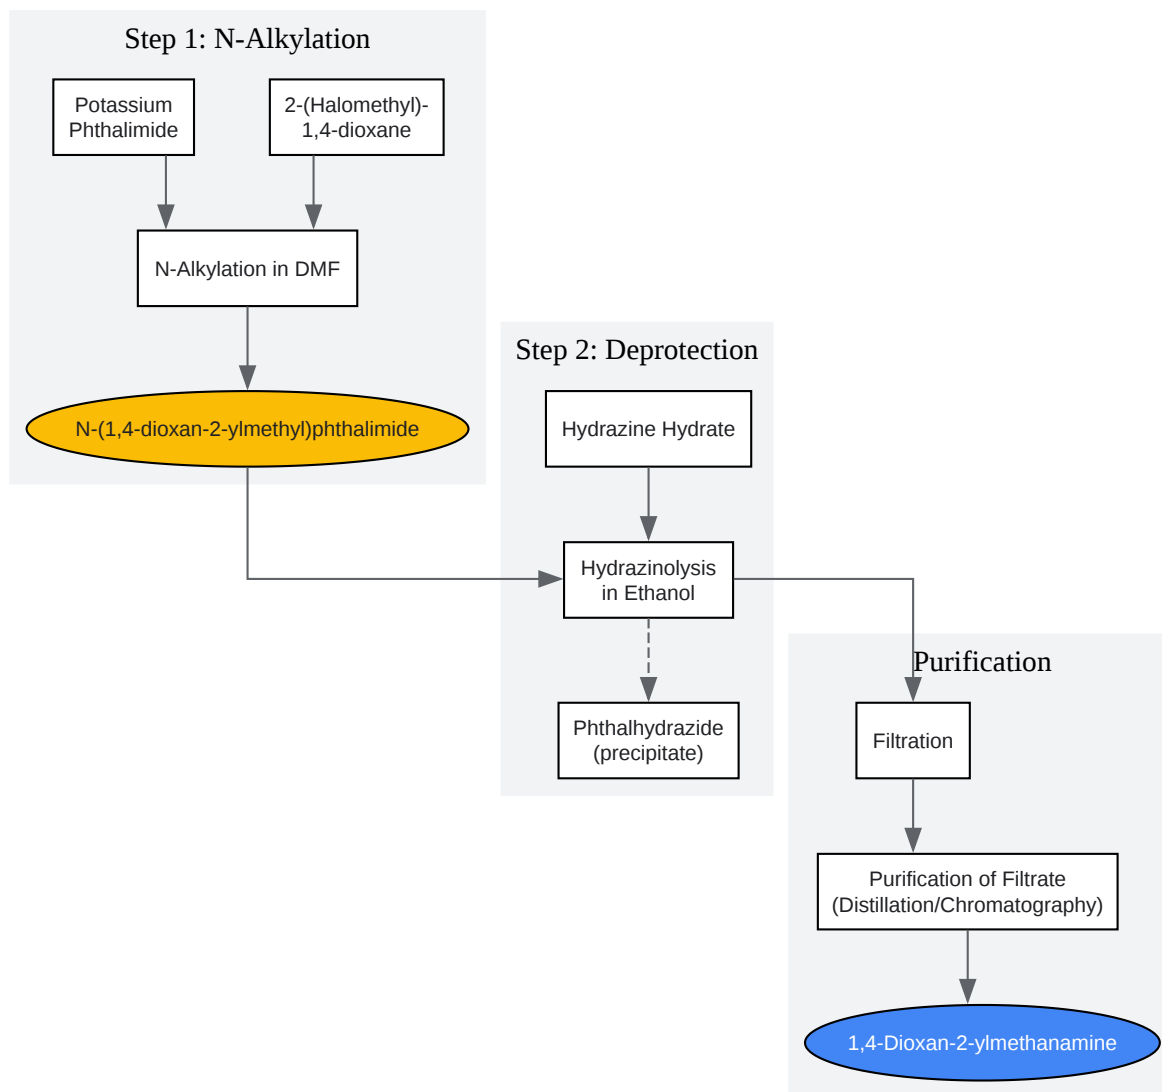 Step 1: N-Alkylation
Potassium
Phthalimide
2-(Halomethyl)-
1,4-dioxane
N-Alkylation in DMF
N-(1,4-dioxan-2-ylmethyl)phthalimide
Step 2: Deprotection
Hydrazine Hydrate
Hydrazinolysis
in Ethanol
Phthalhydrazide
(precipitate)
Purification
Filtration
Purification of Filtrate
(Distillation/Chromatography)
1,4-Dioxan-2-ylmethanamine